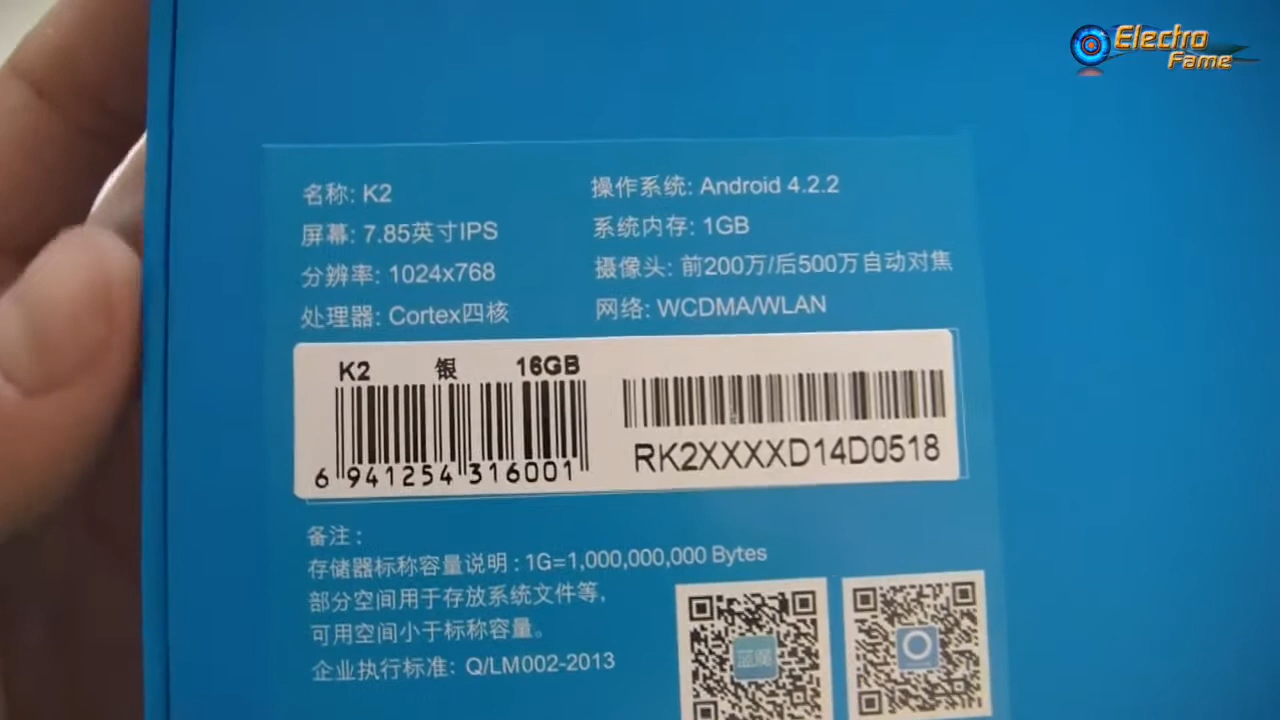 Electro
Fame
名称: K2
操作系统: Android 4.2.2
屏幕: 7.85英寸IPS
系统内存: 1GB
分辨率: 1024x768
摄像头: 前200万/后500万自动对焦
处理器: Cortex四核
网络: WCDMA/WLAN
K2 银 16GB
6 941254 316001
RK2XXXXD14D0518
备注:
存储器标称容量说明: 1G=1,000,000,000 Bytes
部分空间用于存放系统文件等,
可用空间小于标称容量。
企业执行标准: Q/LM002-2013
蓝魔